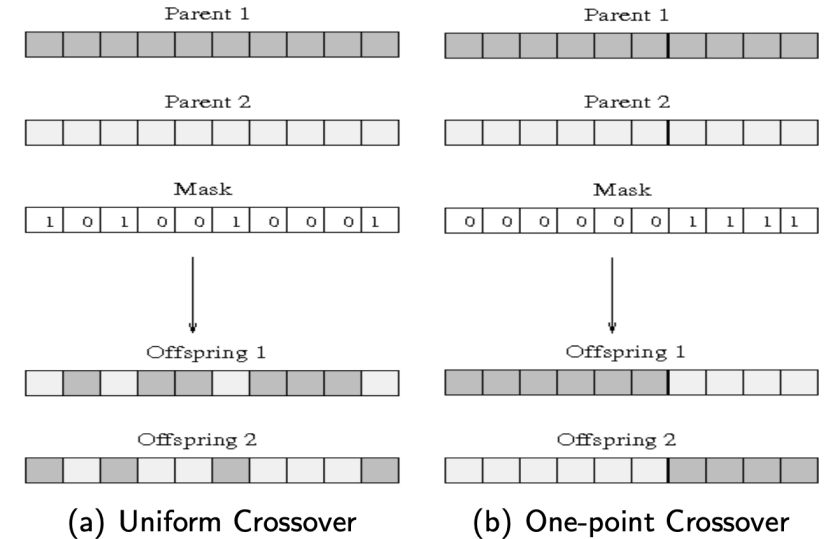 Parent 1
Parent 2
Mask
1 0 1 0 0 1 0 0 0 1
Offspring 1
Offspring 2
(a) Uniform Crossover
Parent 1
Parent 2
Mask
0 0 0 0 0 0 1 1 1 1
Offspring 1
Offspring 2
(b) One-point Crossover